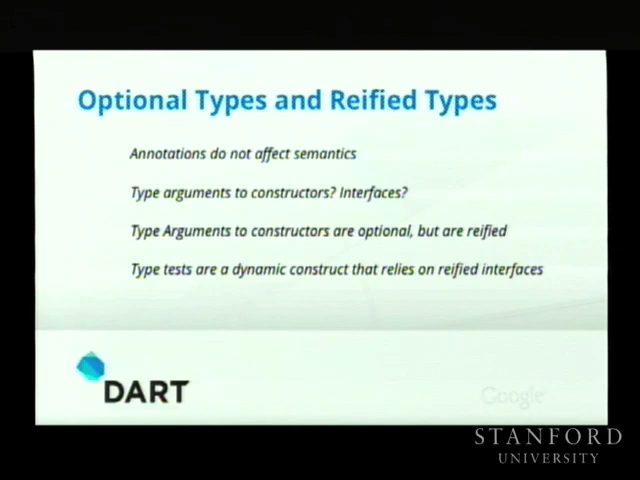 Optional Types and Reified Types
Annotations do not affect semantics
Type arguments to constructors? Interfaces?
Type Arguments to constructors are optional, but are reified
Type tests are a dynamic construct that relies on reified interfaces
DART
Google
STANFORD
UNIVERSITY